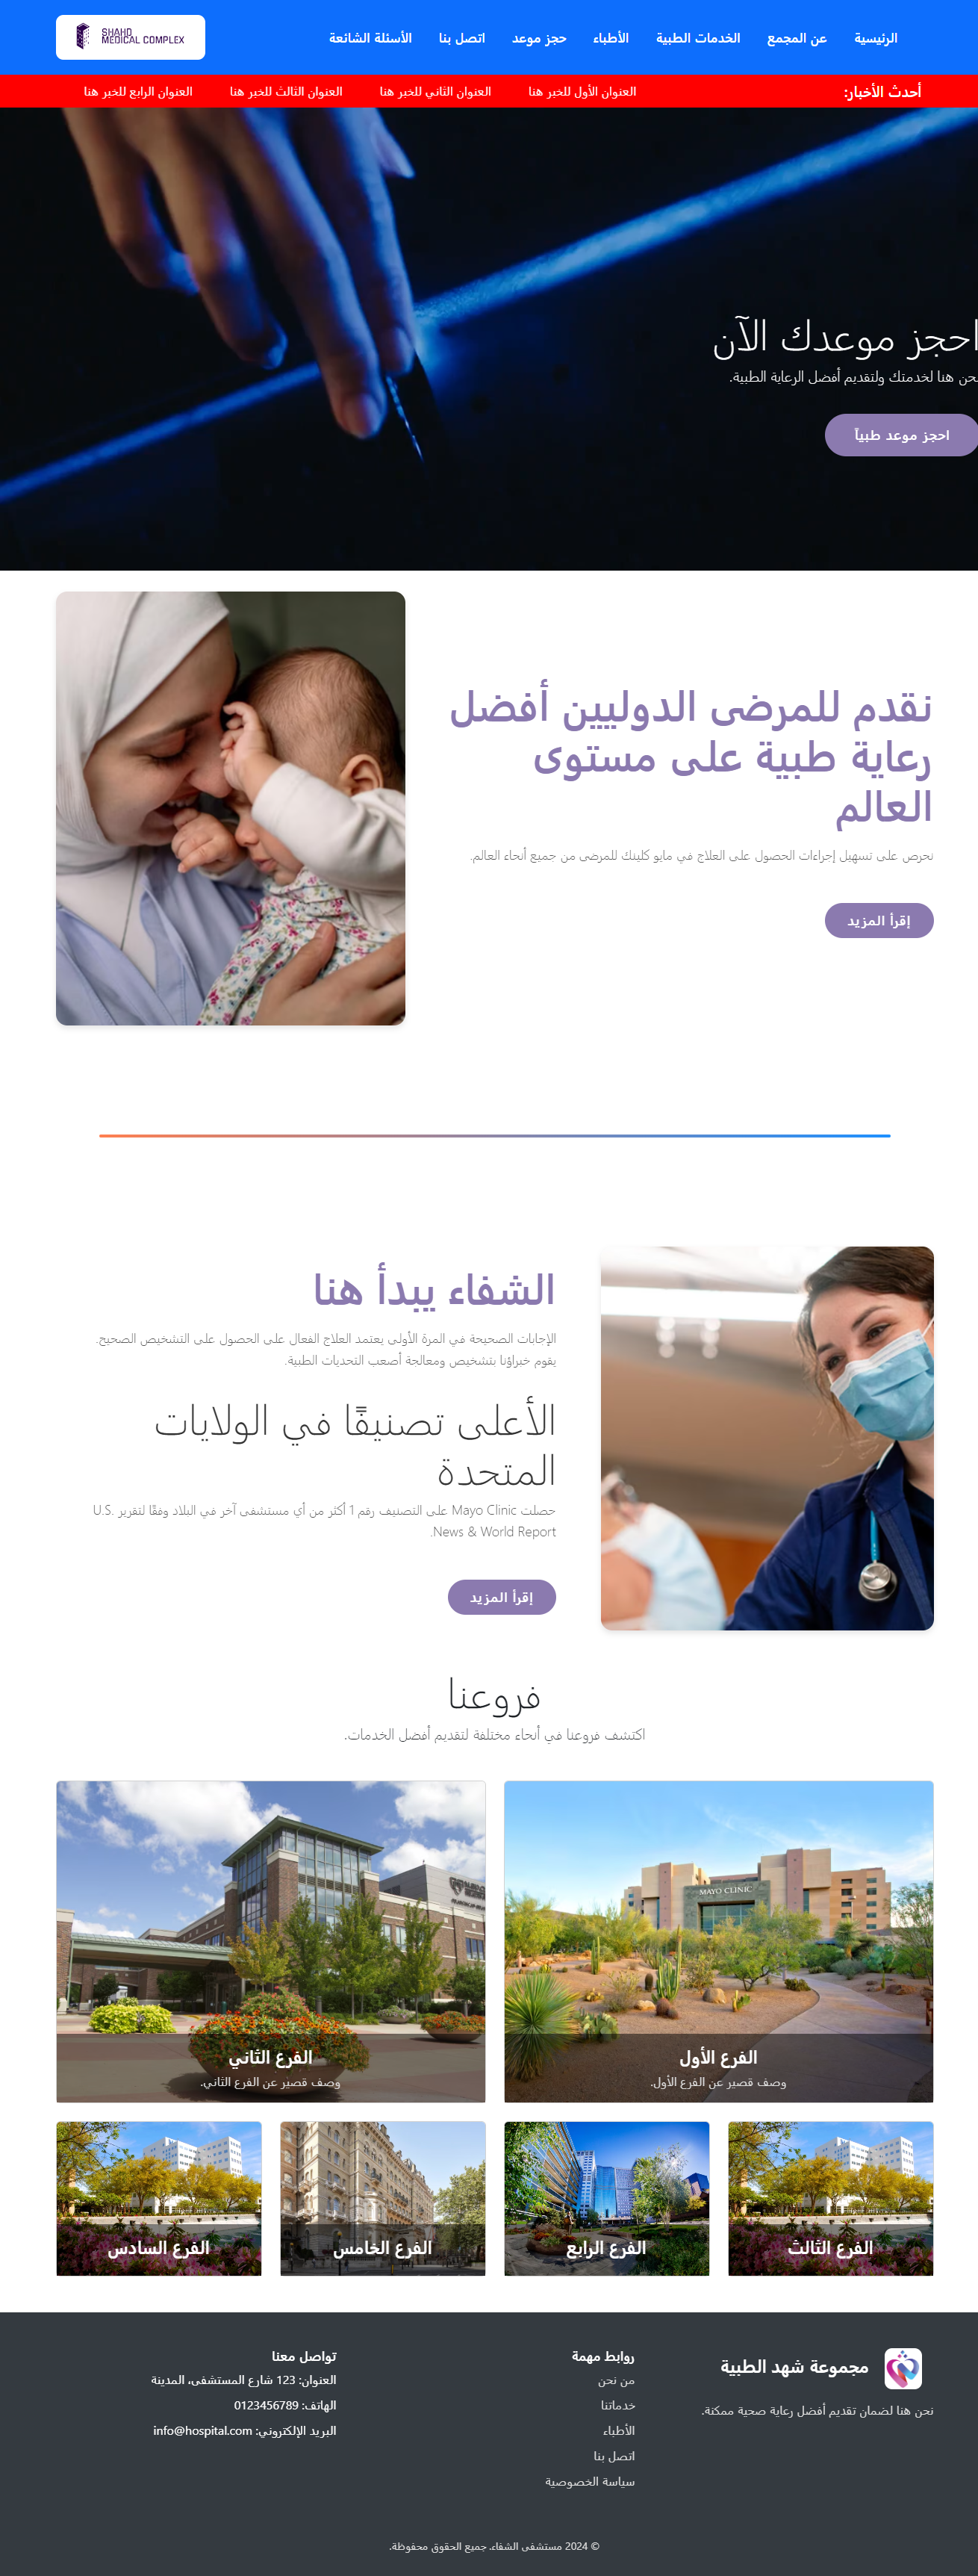 الرئيسية
عن المجمع
الخدمات الطبية
الأطباء
حجز موعد
اتصل بنا
الأسئلة الشائعة
SHAHD
MEDICAL COMPLEX
أحدث الأخبار:
العنوان الأول للخبر هنا
العنوان الثاني للخبر هنا
العنوان الثالث للخبر هنا
العنوان الرابع للخبر هنا
احجز موعدك الآن
نحن هنا لخدمتك ولتقديم أفضل الرعاية الطبية.
احجز موعد طبياً
نقدم للمرضى الدوليين أفضل
رعاية طبية على مستوى
العالم
نحرص على تسهيل إجراءات الحصول على العلاج في مايو كلينك للمرضى من جميع أنحاء العالم.
إقرأ المزيد
الشفاء يبدأ هنا
الإجابات الصحيحة في المرة الأولى يعتمد العلاج الفعال على الحصول على التشخيص الصحيح.
يقوم خبراؤنا بتشخيص ومعالجة أصعب التحديات الطبية.
الأعلى تصنيفًا في الولايات
المتحدة
حصلت Mayo Clinic على التصنيف رقم 1 أكثر من أي مستشفى آخر في البلاد وفقًا لتقرير U.S.
News & World Report.
إقرأ المزيد
فروعنا
اكتشف فروعنا في أنحاء مختلفة لتقديم أفضل الخدمات.
MAYO CLINIC
الفرع الأول
وصف قصير عن الفرع الأول.
الفرع الثاني
وصف قصير عن الفرع الثاني.
الفرع الثالث
الفرع الرابع
الفرع الخامس
الفرع السادس
مجموعة شهد الطبية
نحن هنا لضمان تقديم أفضل رعاية صحية ممكنة.
روابط مهمة
من نحن
خدماتنا
الأطباء
اتصل بنا
سياسة الخصوصية
تواصل معنا
العنوان: 123 شارع المستشفى، المدينة
الهاتف: 0123456789
البريد الإلكتروني: info@hospital.com
© 2024 مستشفى الشفاء. جميع الحقوق محفوظة.